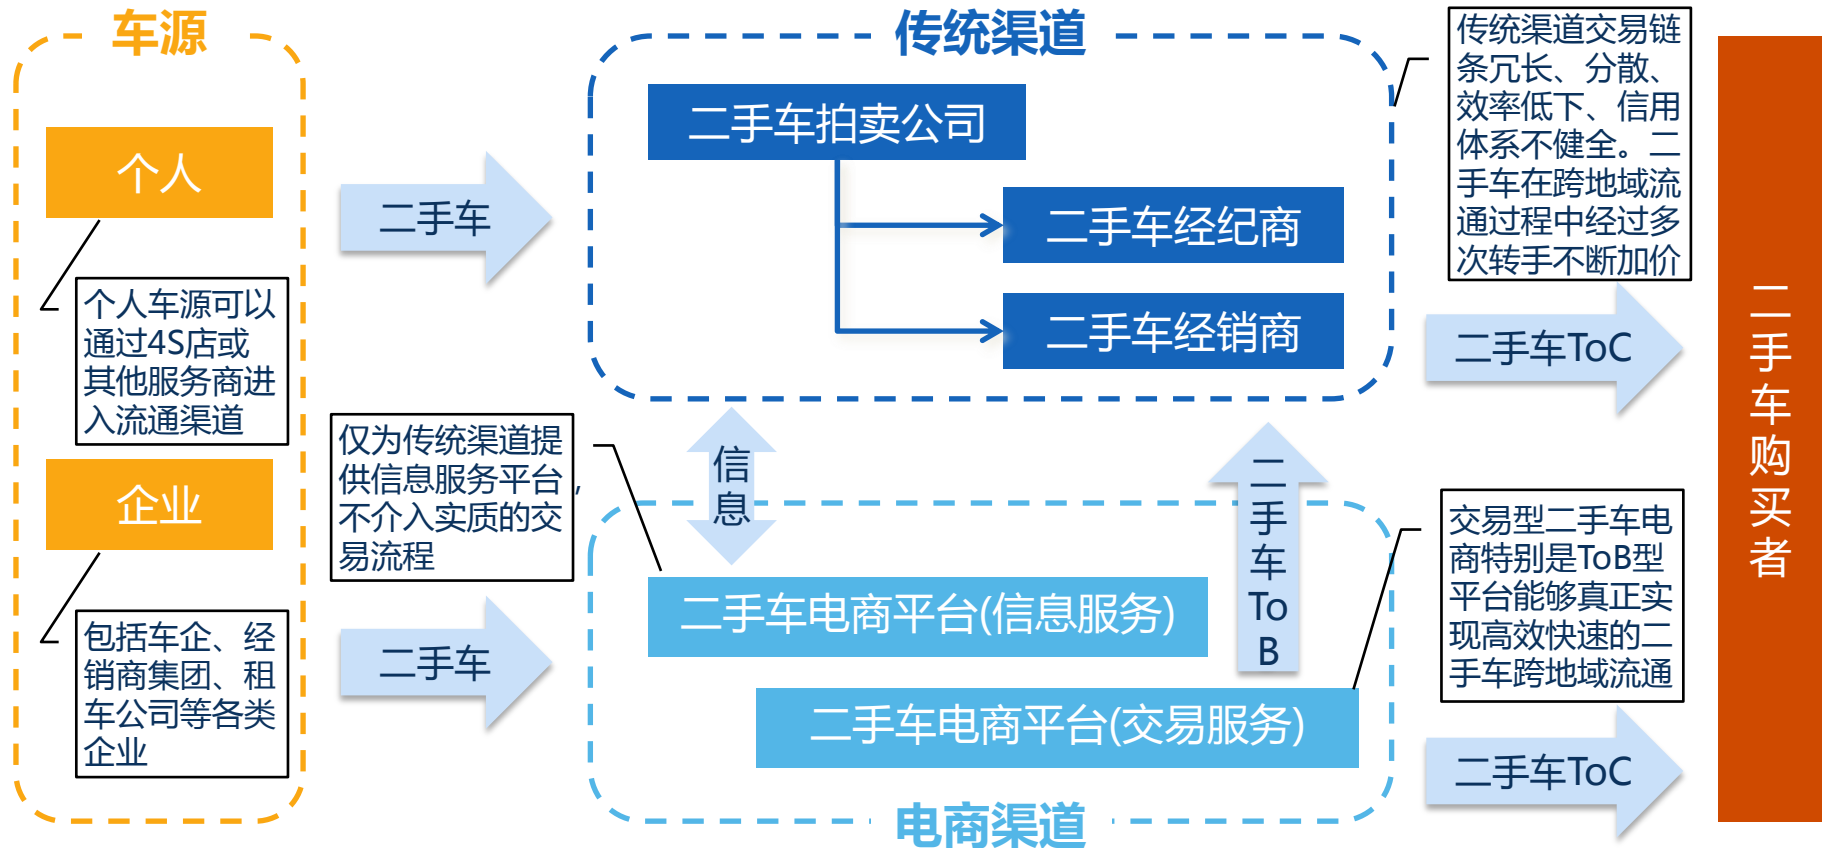 车源
个人
个人车源可以
通过4S店或
其他服务商进
入流通渠道
企业
包括车企、经
销商集团、租
车公司等各类
企业
二手车
二手车
传统渠道
二手车拍卖公司
二手车经纪商
二手车经销商
传统渠道交易链
条冗长、分散、
效率低下、信用
体系不健全。二
手车在跨地域流
通过程中经过多
次转手不断加价
二手车ToC
仅为传统渠道提
供信息服务平台,
不介入实质的交
易流程
信
息
二
手
车
To
B
二手车电商平台(信息服务)
二手车电商平台(交易服务)
电商渠道
交易型二手车电
商特别是ToB型
平台能够真正实
现高效快速的二
手车跨地域流通
二手车ToC
二
手
车
购
买
者